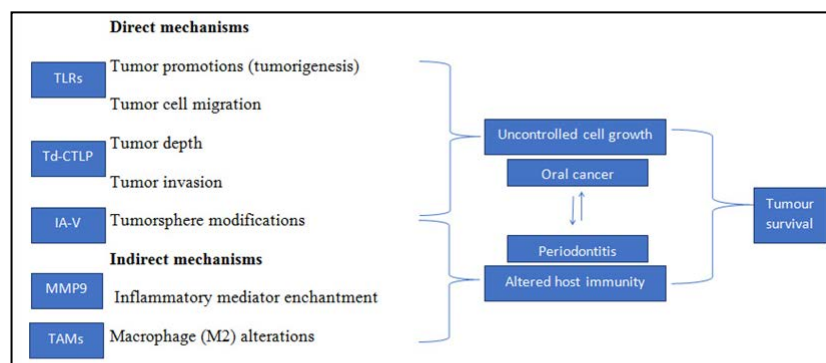 Direct mechanisms
TLRs
Tumor promotions (tumorigenesis)
Tumor cell migration
Td-CTLP
Tumor depth
Tumor invasion
IA-V
Tumorsphere modifications
Indirect mechanisms
MMP9
Inflammatory mediator enchantment
TAMs
Macrophage (M2) alterations
Uncontrolled cell growth
Oral cancer
Periodontitis
Altered host immunity
Tumour
survival